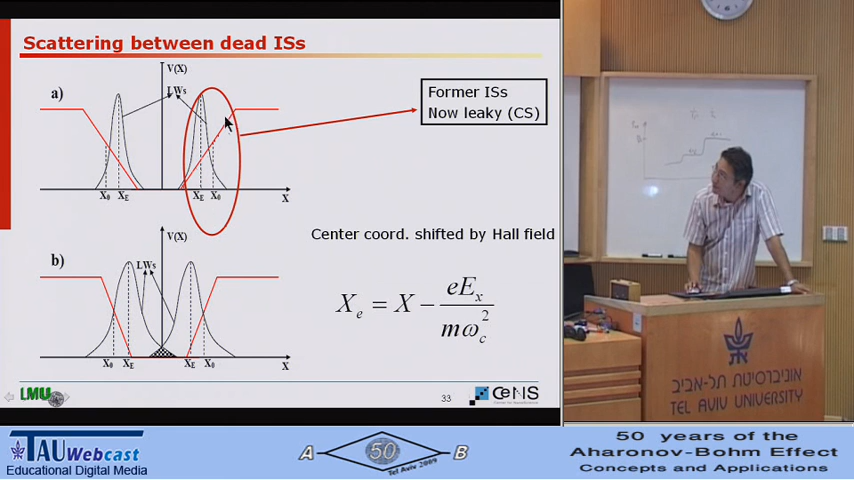 Scattering between dead ISs
a)
V(X)
LWs
X₀ X_E
X_E X₀
X
Former ISs
Now leaky (CS)
Center coord. shifted by Hall field
b)
V(X)
LWs
X₀ X_E
X_E X₀
X
X_e = X − eE_x / mω_c²
LMU
33
CeNS
אוניברסיטת תל-אביב
TEL AVIV UNIVERSITY
TAU Webcast
Educational Digital Media
A 50 B
Tel Aviv 2009
50 years of the
Aharonov-Bohm Effect
Concepts and Applications